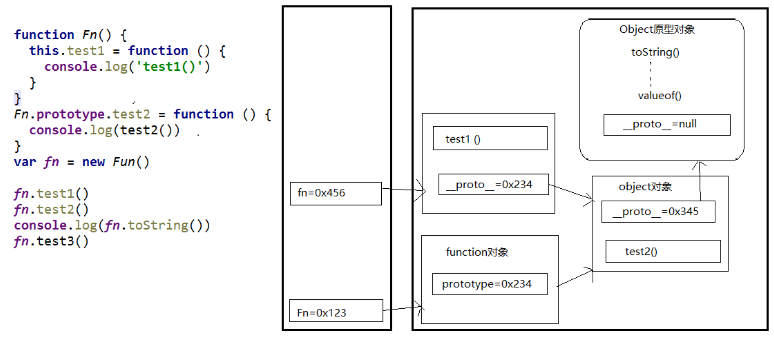 function Fn() {
this.test1 = function () {
console.log('test1()')
}
}
Fn.prototype.test2 = function () {
console.log(test2())
}
var fn = new Fun()
fn.test1()
fn.test2()
console.log(fn.toString())
fn.test3()
fn=0x456
Fn=0x123
test1 ()
__proto__=0x234
function对象
prototype=0x234
Object原型对象
toString()
valueof()
__proto__=null
object对象
__proto__=0x345
test2()